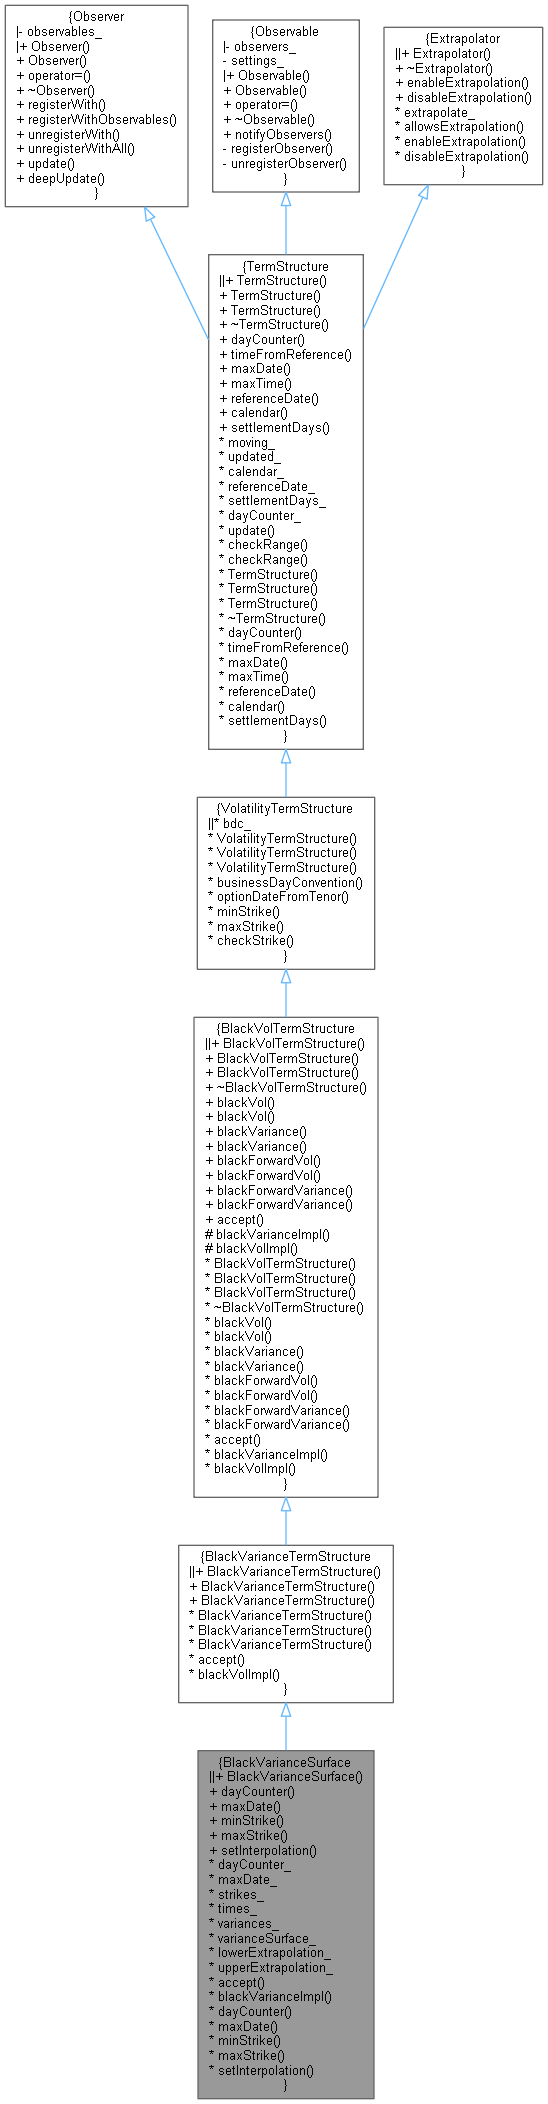 {Observer
|- observables_
|+ Observer()
+ Observer()
+ operator=()
+ ~Observer()
+ registerWith()
+ registerWithObservables()
+ unregisterWith()
+ unregisterWithAll()
+ update()
+ deepUpdate()
}
{Observable
|- observers_
- settings_
|+ Observable()
+ Observable()
+ operator=()
+ ~Observable()
+ notifyObservers()
- registerObserver()
- unregisterObserver()
}
{Extrapolator
||+ Extrapolator()
+ ~Extrapolator()
+ enableExtrapolation()
+ disableExtrapolation()
* extrapolate_
* allowsExtrapolation()
* enableExtrapolation()
* disableExtrapolation()
}
{TermStructure
||+ TermStructure()
+ TermStructure()
+ TermStructure()
+ ~TermStructure()
+ dayCounter()
+ timeFromReference()
+ maxDate()
+ maxTime()
+ referenceDate()
+ calendar()
+ settlementDays()
* moving_
* updated_
* calendar_
* referenceDate_
* settlementDays_
* dayCounter_
* update()
* checkRange()
* checkRange()
* TermStructure()
* TermStructure()
* TermStructure()
* ~TermStructure()
* dayCounter()
* timeFromReference()
* maxDate()
* maxTime()
* referenceDate()
* calendar()
* settlementDays()
}
{VolatilityTermStructure
||* bdc_
* VolatilityTermStructure()
* VolatilityTermStructure()
* VolatilityTermStructure()
* businessDayConvention()
* optionDateFromTenor()
* minStrike()
* maxStrike()
* checkStrike()
}
{BlackVolTermStructure
||+ BlackVolTermStructure()
+ BlackVolTermStructure()
+ BlackVolTermStructure()
+ ~BlackVolTermStructure()
+ blackVol()
+ blackVol()
+ blackVariance()
+ blackVariance()
+ blackForwardVol()
+ blackForwardVol()
+ blackForwardVariance()
+ blackForwardVariance()
+ accept()
# blackVarianceImpl()
# blackVolImpl()
* BlackVolTermStructure()
* BlackVolTermStructure()
* BlackVolTermStructure()
* ~BlackVolTermStructure()
* blackVol()
* blackVol()
* blackVariance()
* blackVariance()
* blackForwardVol()
* blackForwardVol()
* blackForwardVariance()
* blackForwardVariance()
* accept()
* blackVarianceImpl()
* blackVolImpl()
}
{BlackVarianceTermStructure
||+ BlackVarianceTermStructure()
+ BlackVarianceTermStructure()
+ BlackVarianceTermStructure()
* BlackVarianceTermStructure()
* BlackVarianceTermStructure()
* BlackVarianceTermStructure()
* accept()
* blackVolImpl()
}
{BlackVarianceSurface
||+ BlackVarianceSurface()
+ dayCounter()
+ maxDate()
+ minStrike()
+ maxStrike()
+ setInterpolation()
* dayCounter_
* maxDate_
* strikes_
* times_
* variances_
* varianceSurface_
* lowerExtrapolation_
* upperExtrapolation_
* accept()
* blackVarianceImpl()
* dayCounter()
* maxDate()
* minStrike()
* maxStrike()
* setInterpolation()
}